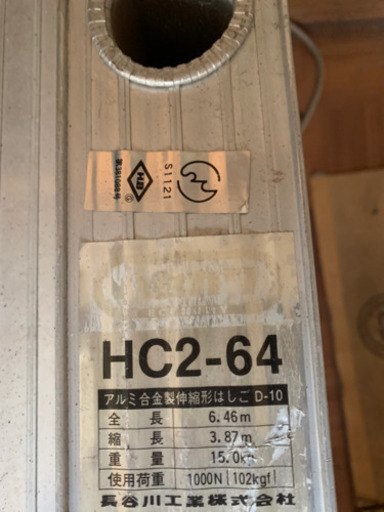 S1121
HB
HC2-64
アルミ合金製伸縮形はしご D-10
全長 6.46m
縮長 3.87m
重量 15.0kg
使用荷重 1000N[102kgf]
長谷川工業株式会社